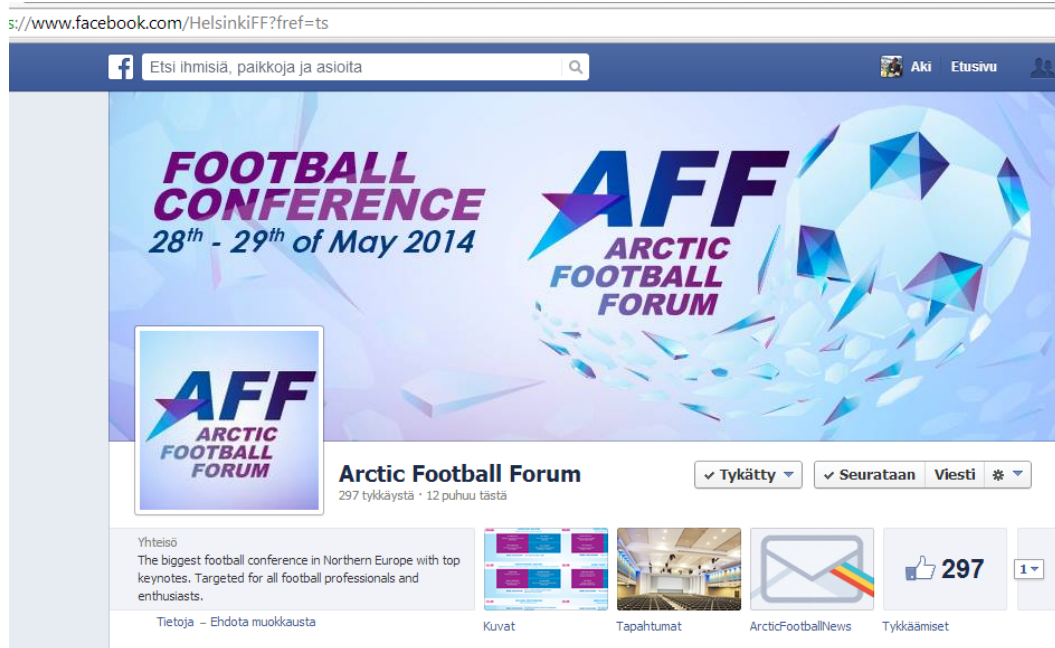 s://www.facebook.com/HelsinkiFF?fref=ts
f Etsi ihmisiä, paikkoja ja asioita Aki Etusivu
FOOTBALL
CONFERENCE
28th - 29th of May 2014
AFF
ARCTIC
FOOTBALL
FORUM
AFF
ARCTIC
FOOTBALL
FORUM
Arctic Football Forum
297 tykkäystä · 12 puhuu tästä
✓ Tykätty ✓ Seurataan Viesti
Yhteisö
The biggest football conference in Northern Europe with top
keynotes. Targeted for all football professionals and
enthusiasts.
Tietoja – Ehdota muokkausta
297
1
Kuvat Tapahtumat ArcticFootballNews Tykkäämiset